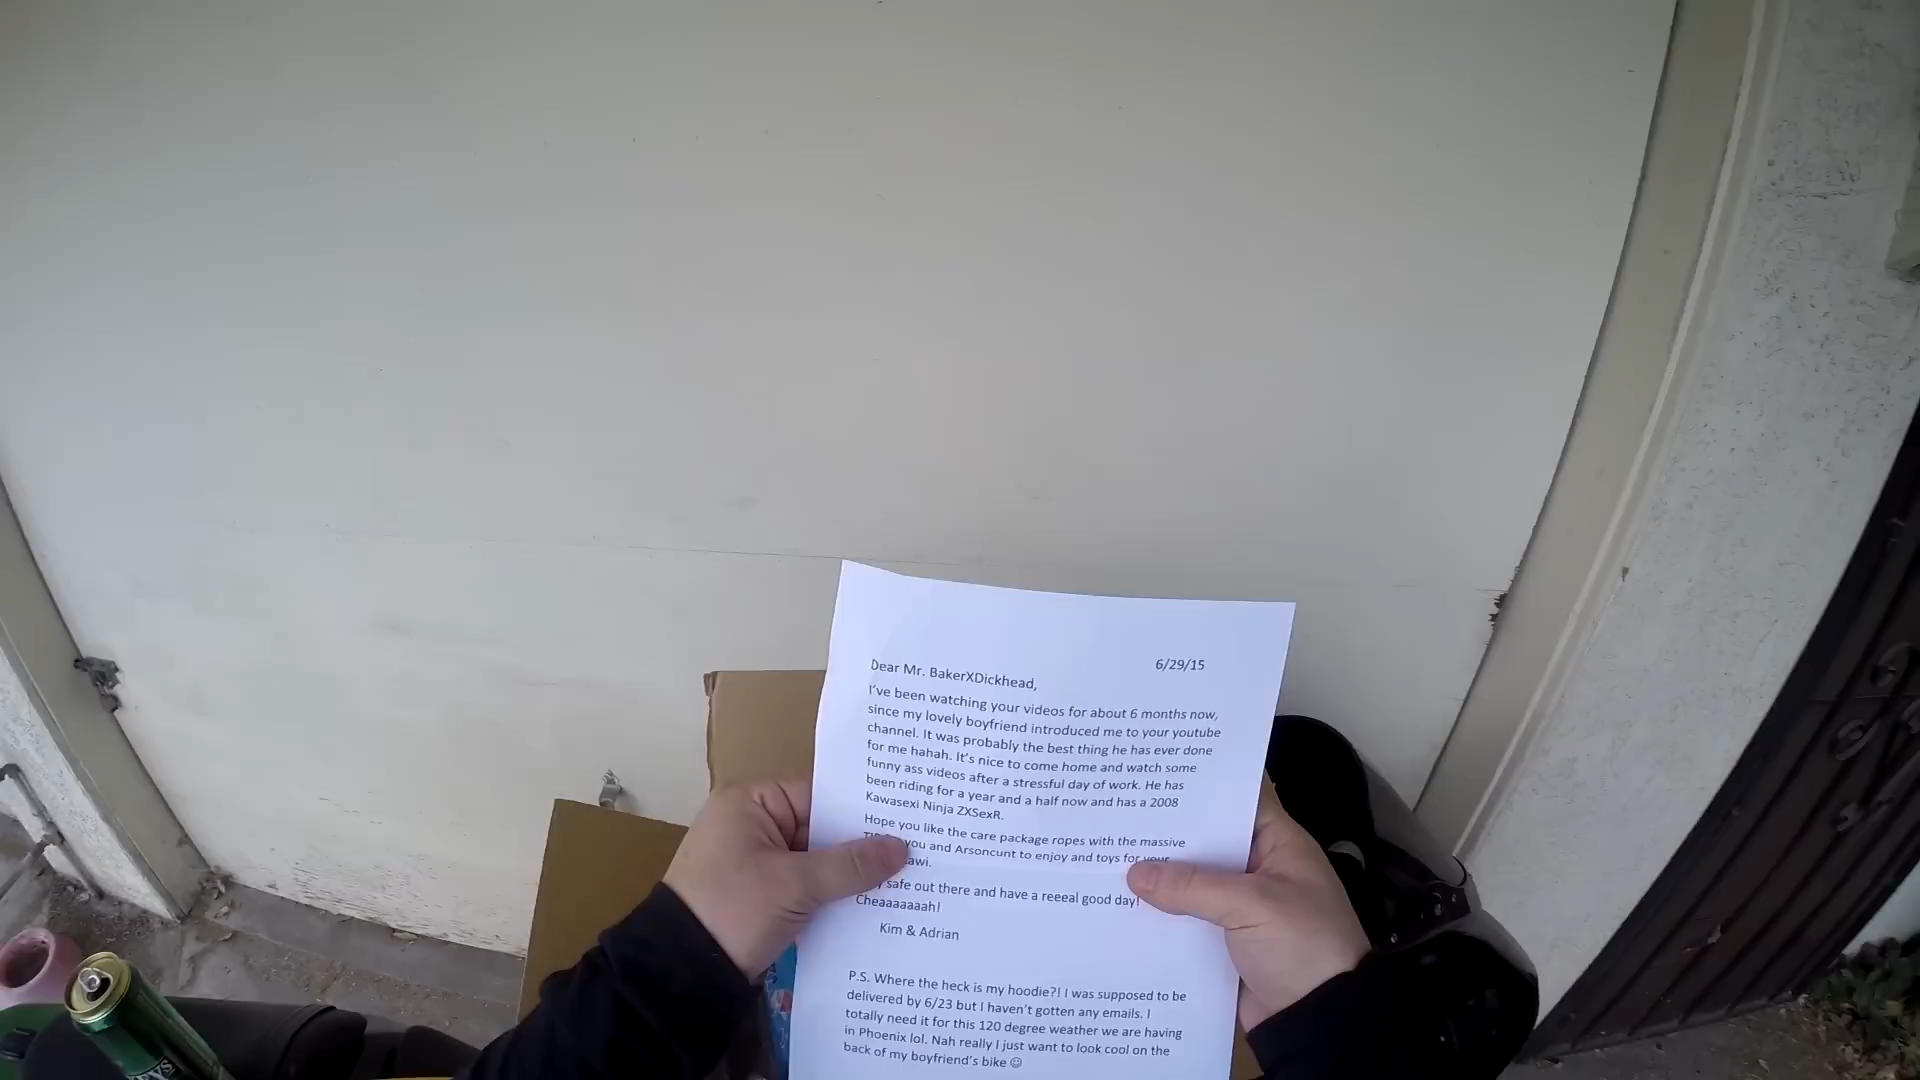 6/29/15
Dear Mr. BakerXDickhead,
I've been watching your videos for about 6 months now,
since my lovely boyfriend introduced me to your youtube
channel. It was probably the best thing he has ever done
for me hahah. It's nice to come home and watch some
funny ass videos after a stressful day of work. He has
been riding for a year and a half now and has a 2008
Kawasexi Ninja ZXSexR.
Hope you like the care package ropes with the massive
you and Arsoncunt to enjoy and toys for your
safe out there and have a reeeal good day!
Cheaaaaaaah!
Kim & Adrian
P.S. Where the heck is my hoodie?! I was supposed to be
delivered by 6/23 but I haven't gotten any emails. I
totally need it for this 120 degree weather we are having
in Phoenix lol. Nah really I just want to look cool on the
back of my boyfriend's bike ☺